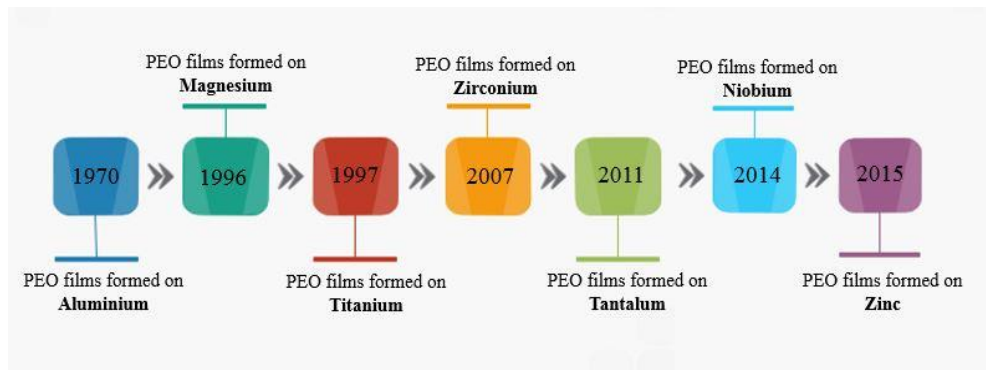 PEO films formed on
Magnesium
PEO films formed on
Zirconium
PEO films formed on
Niobium
1970
1996
1997
2007
2011
2014
2015
PEO films formed on
Aluminium
PEO films formed on
Titanium
PEO films formed on
Tantalum
PEO films formed on
Zinc